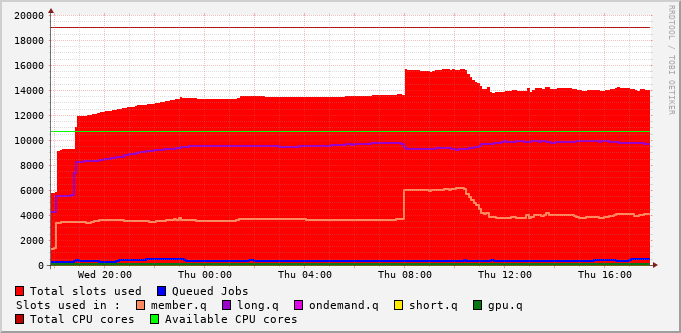 20000
18000
16000
14000
12000
10000
8000
6000
4000
2000
0
Wed 20:00 Thu 00:00 Thu 04:00 Thu 08:00 Thu 12:00 Thu 16:00
RRDTOOL / TOBI OETIKER
Total slots used Queued Jobs
Slots used in : member.q long.q ondemand.q short.q gpu.q
Total CPU cores Available CPU cores